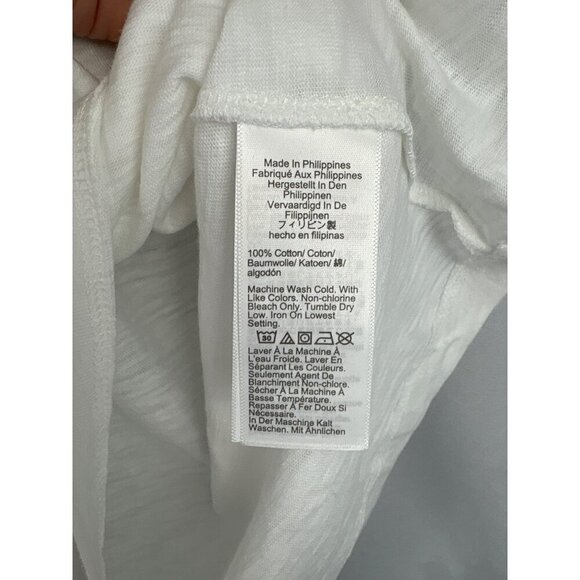 Made In Philippines
Fabriqué Aux Philippines
Hergestellt In Den
Philippinen
Vervaardigd In De
Filippijnen
フィリピン製
hecho en filipinas
100% Cotton/ Coton/
Baumwolle/ Katoen/ 綿/
algodón
Machine Wash Cold. With
Like Colors. Non-chlorine
Bleach Only. Tumble Dry
Low. Iron On Lowest
Setting.
30
Laver À La Machine À
L'eau Froide. Laver En
Séparant Les Couleurs.
Seulement Agent De
Blanchiment Non-chlore.
Sécher À La Machine À
Basse Température.
Repasser À Fer Doux Si
Nécessaire.
In Der Maschine Kalt
Waschen. Mit Ähnlichen